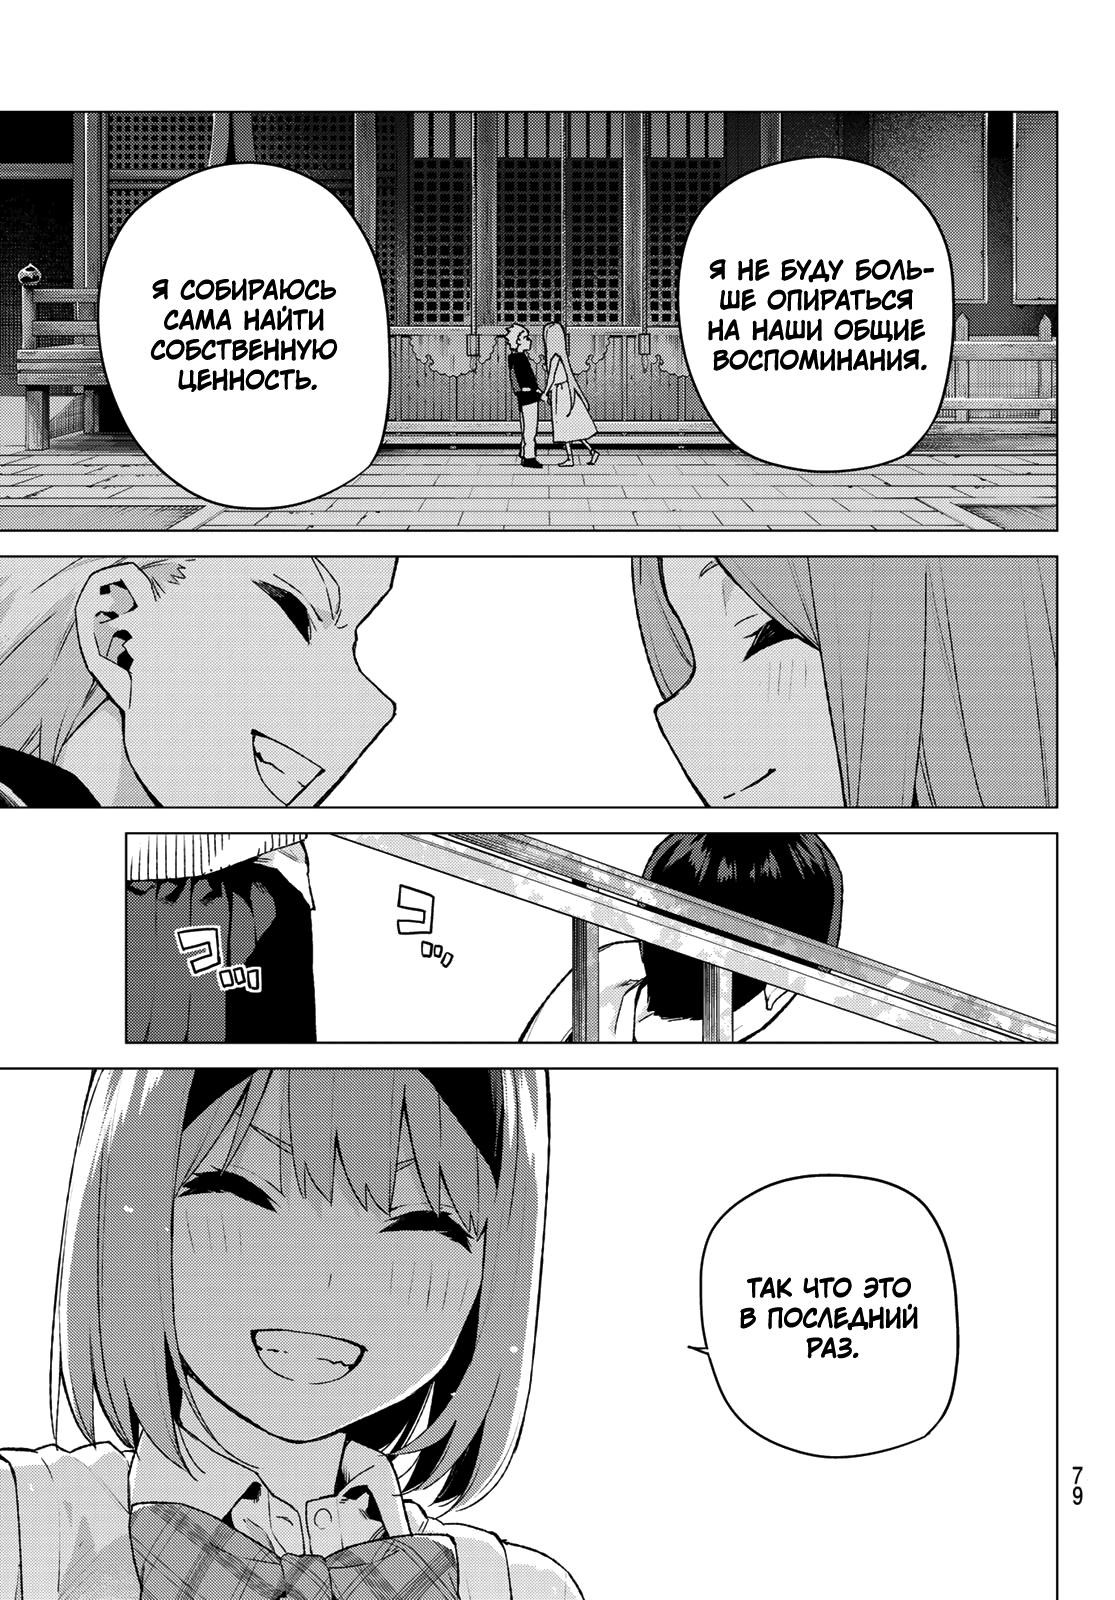 Я НЕ БУДУ БОЛЬ-
ШЕ ОПИРАТЬСЯ
НА НАШИ ОБЩИЕ
ВОСПОМИНАНИЯ.
Я СОБИРАЮСЬ
САМА НАЙТИ
СОБСТВЕННУЮ
ЦЕННОСТЬ.
コ゛゛゛
コ゛゛゛
ТАК ЧТО ЭТО
В ПОСЛЕДНИЙ
РАЗ.
79